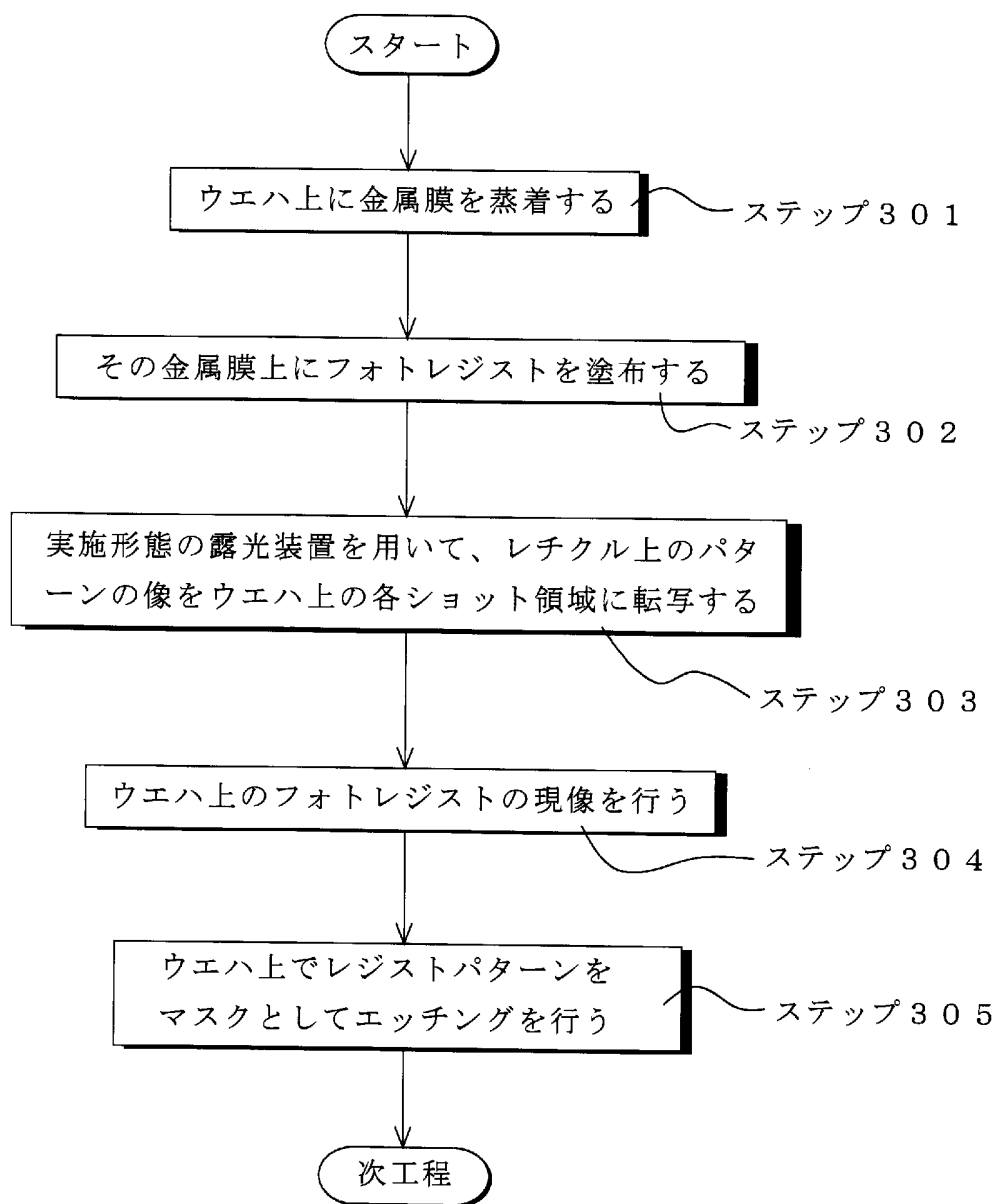 スタート
ウエハ上に金属膜を蒸着する
ステップ３０１
その金属膜上にフォトレジストを塗布する
ステップ３０２
実施形態の露光装置を用いて、レチクル上のパタ
ーンの像をウエハ上の各ショット領域に転写する
ステップ３０３
ウエハ上のフォトレジストの現像を行う
ステップ３０４
ウエハ上でレジストパターンを
マスクとしてエッチングを行う
ステップ３０５
次工程